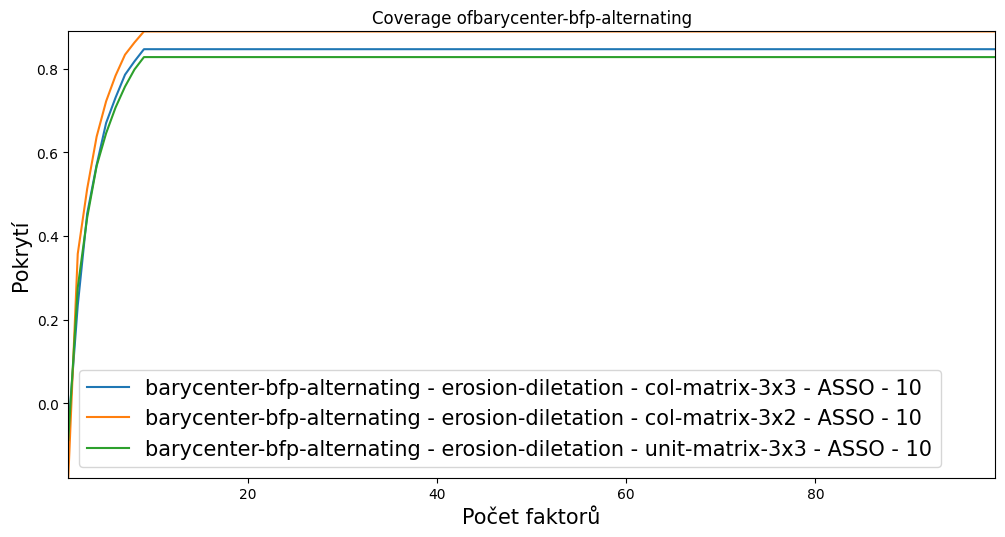 Coverage ofbarycenter-bfp-alternating
0.8
0.6
0.4
0.2
0.0
Pokrytí
barycenter-bfp-alternating - erosion-diletation - col-matrix-3x3 - ASSO - 10
barycenter-bfp-alternating - erosion-diletation - col-matrix-3x2 - ASSO - 10
barycenter-bfp-alternating - erosion-diletation - unit-matrix-3x3 - ASSO - 10
20 40 60 80
Počet faktorů